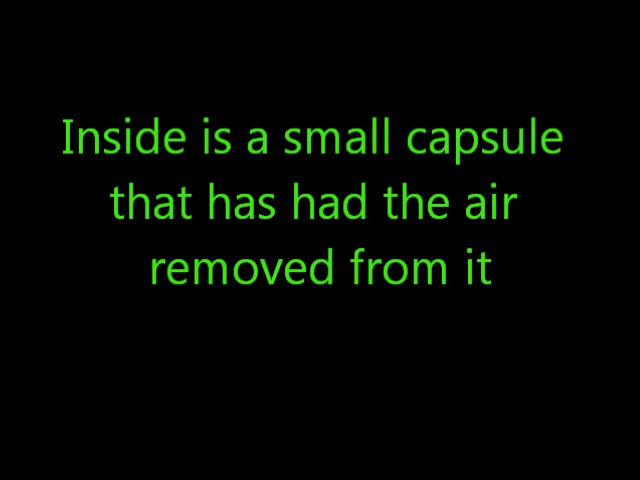 Inside is a small capsule
that has had the air
removed from it